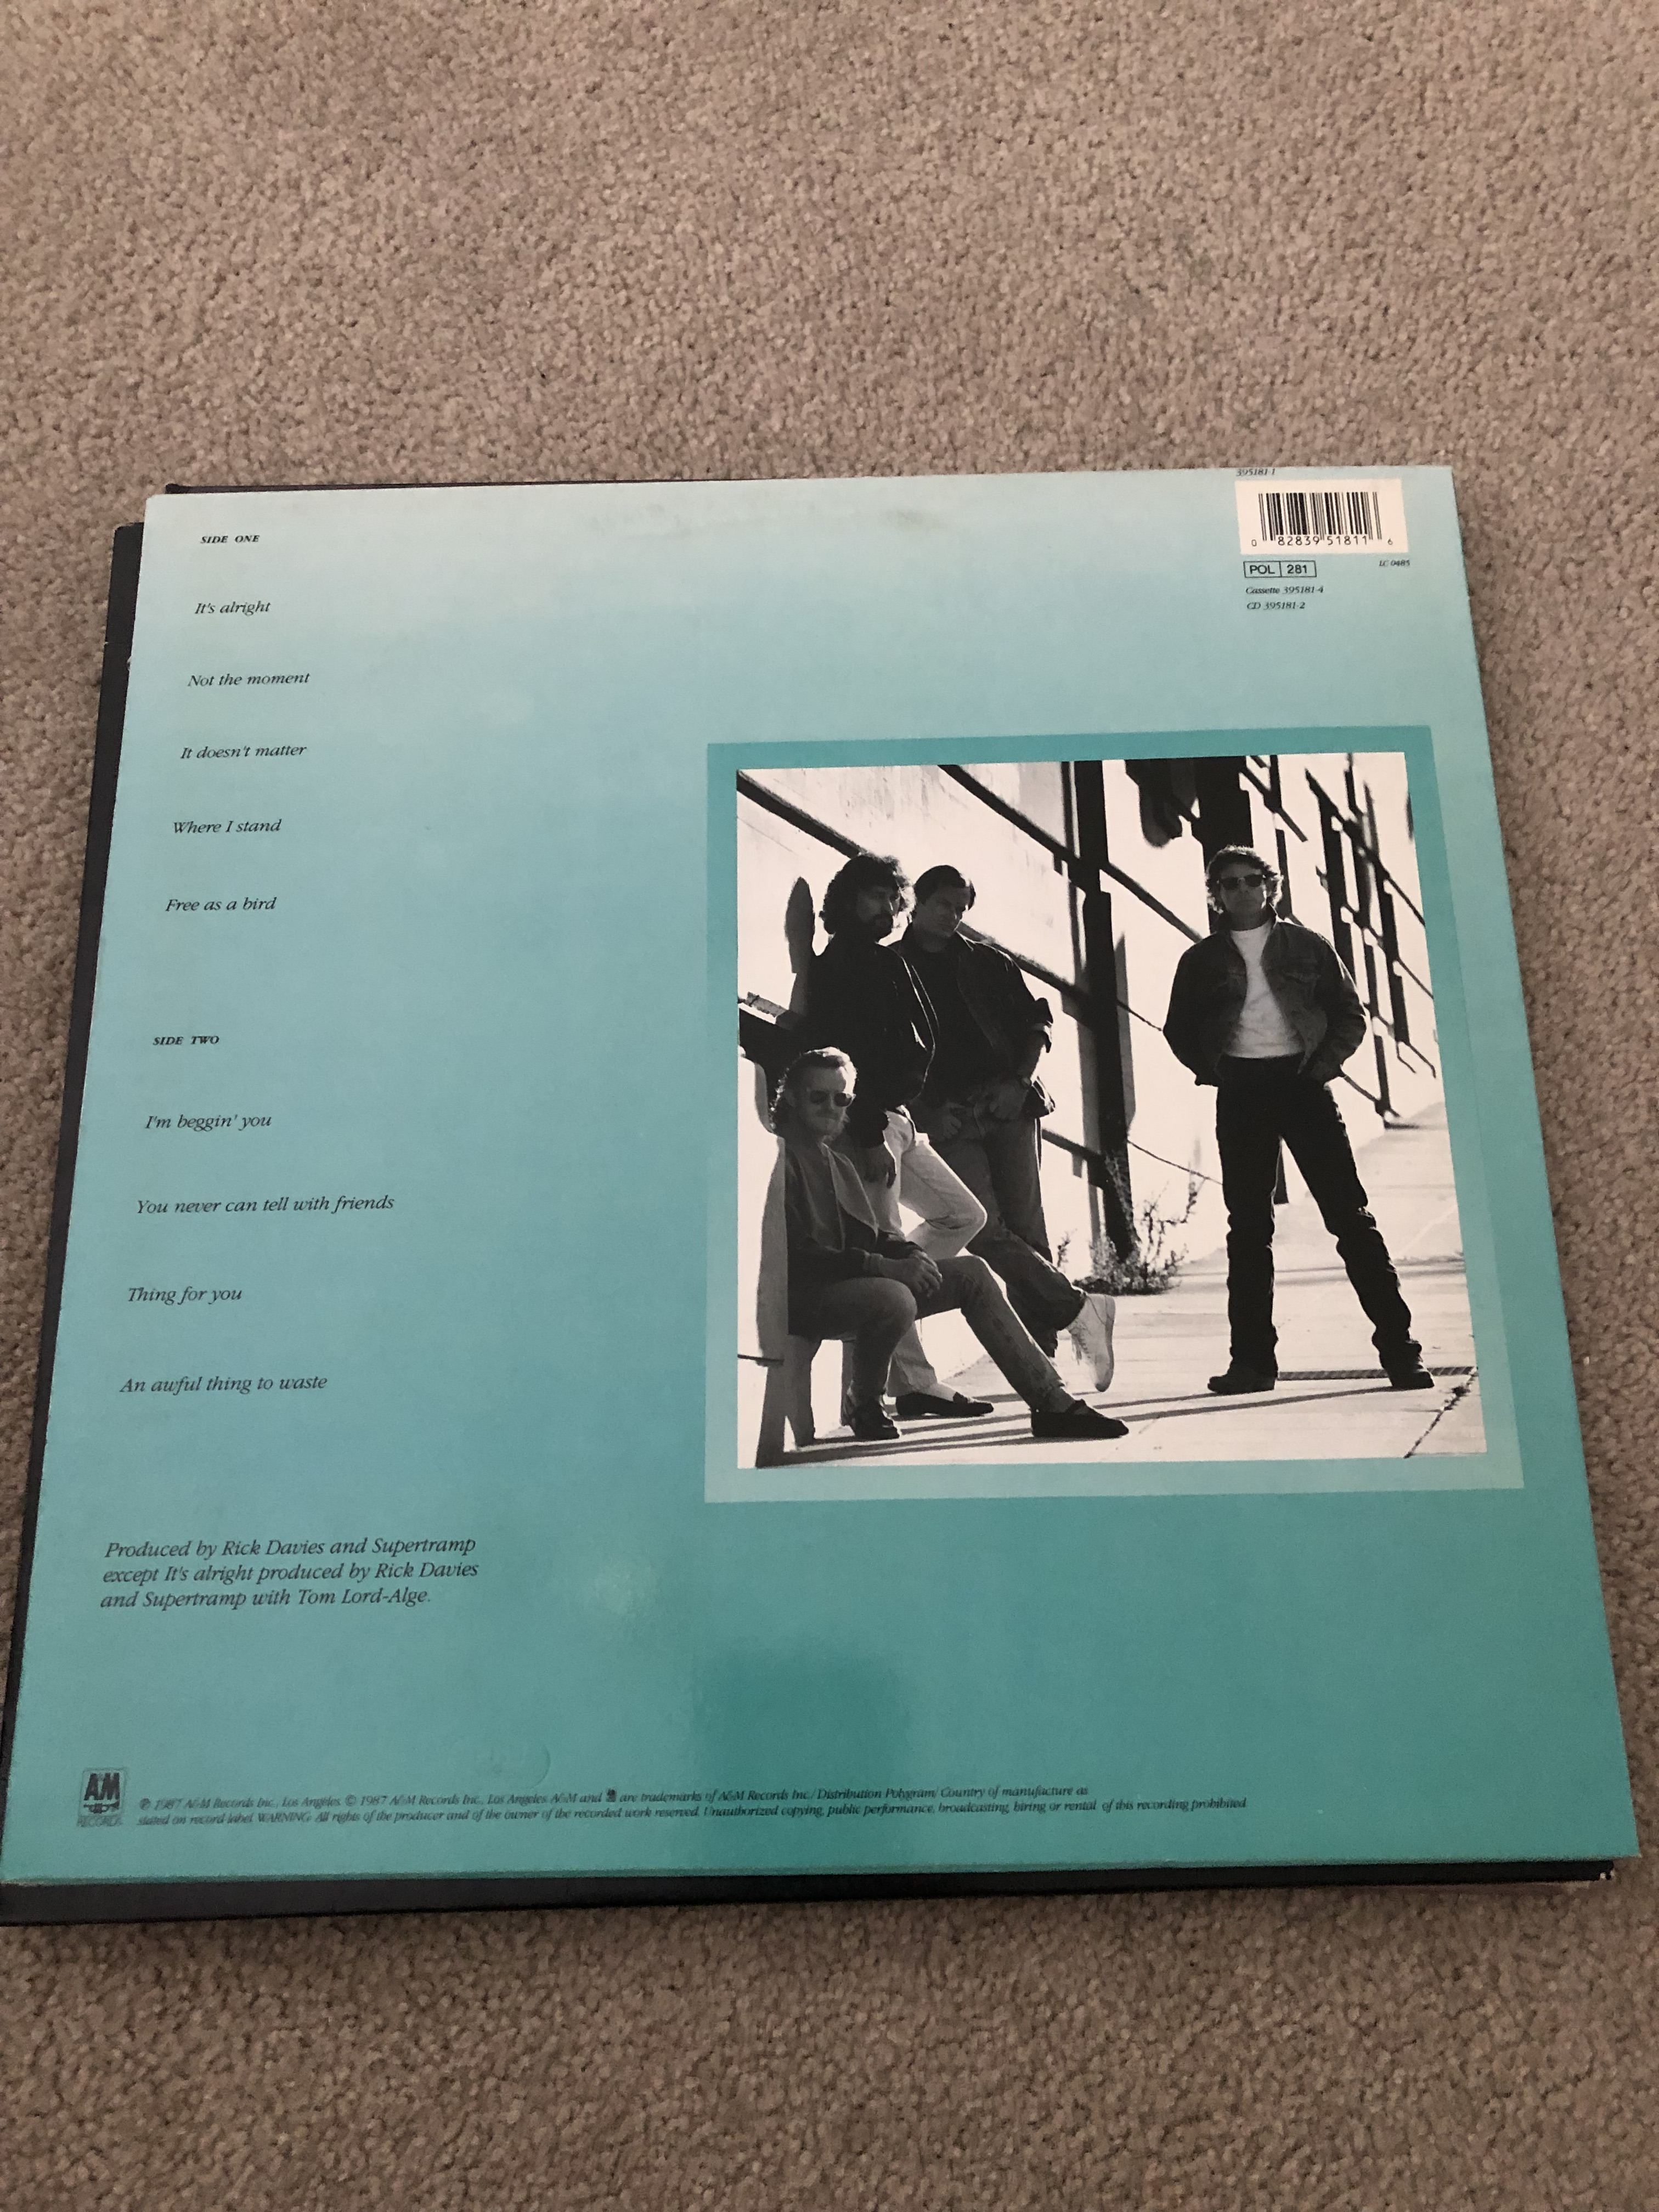 395181-1
0 82839 51811 6
POL 281
LC 0485
Cassette 395181-4
CD 395181-2
SIDE ONE
It's alright
Not the moment
It doesn't matter
Where I stand
Free as a bird
SIDE TWO
I'm beggin' you
You never can tell with friends
Thing for you
An awful thing to waste
Produced by Rick Davies and Supertramp
except It's alright produced by Rick Davies
and Supertramp with Tom Lord-Alge.
A&M
RECORDS
℗ 1987 A&M Records Inc., Los Angeles. © 1987 A&M Records Inc., Los Angeles A&M and are trademarks of A&M Records Inc./Distribution Polygram/Country of manufacture as
stated on record label. WARNING: All rights of the producer and of the owner of the recorded work reserved. Unauthorized copying, public performance, broadcasting, hiring or rental of this recording prohibited